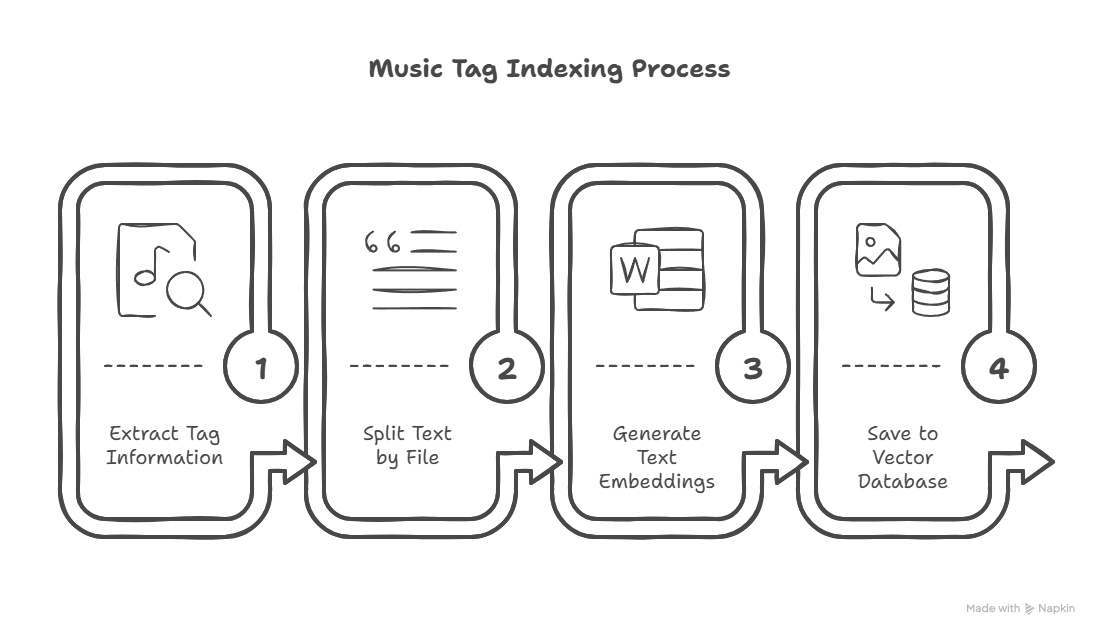 Music Tag Indexing Process
W
1
2
3
4
Extract Tag
Information
Split Text
by File
Generate
Text
Embeddings
Save to
Vector
Database
Made with Napkin